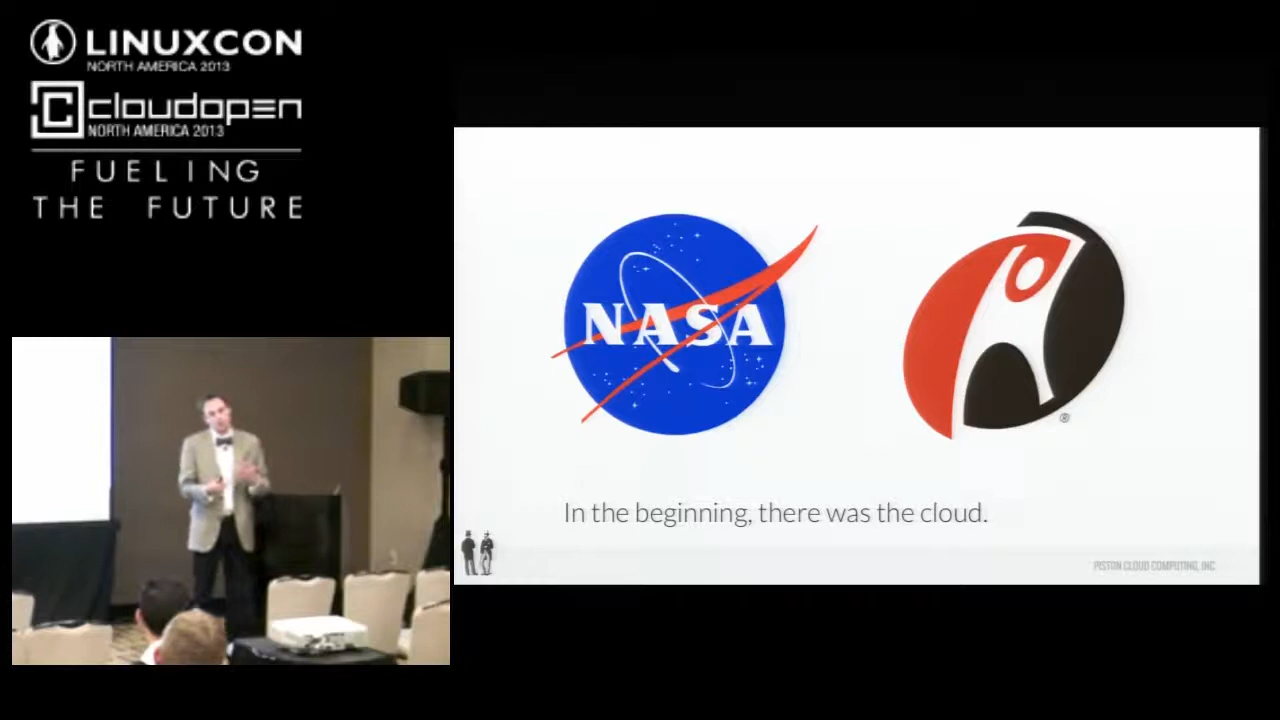 LINUXCON
NORTH AMERICA 2013
cloudopen
NORTH AMERICA 2013
FUELING
THE FUTURE
NASA
®
In the beginning, there was the cloud.
PISTON CLOUD COMPUTING, INC